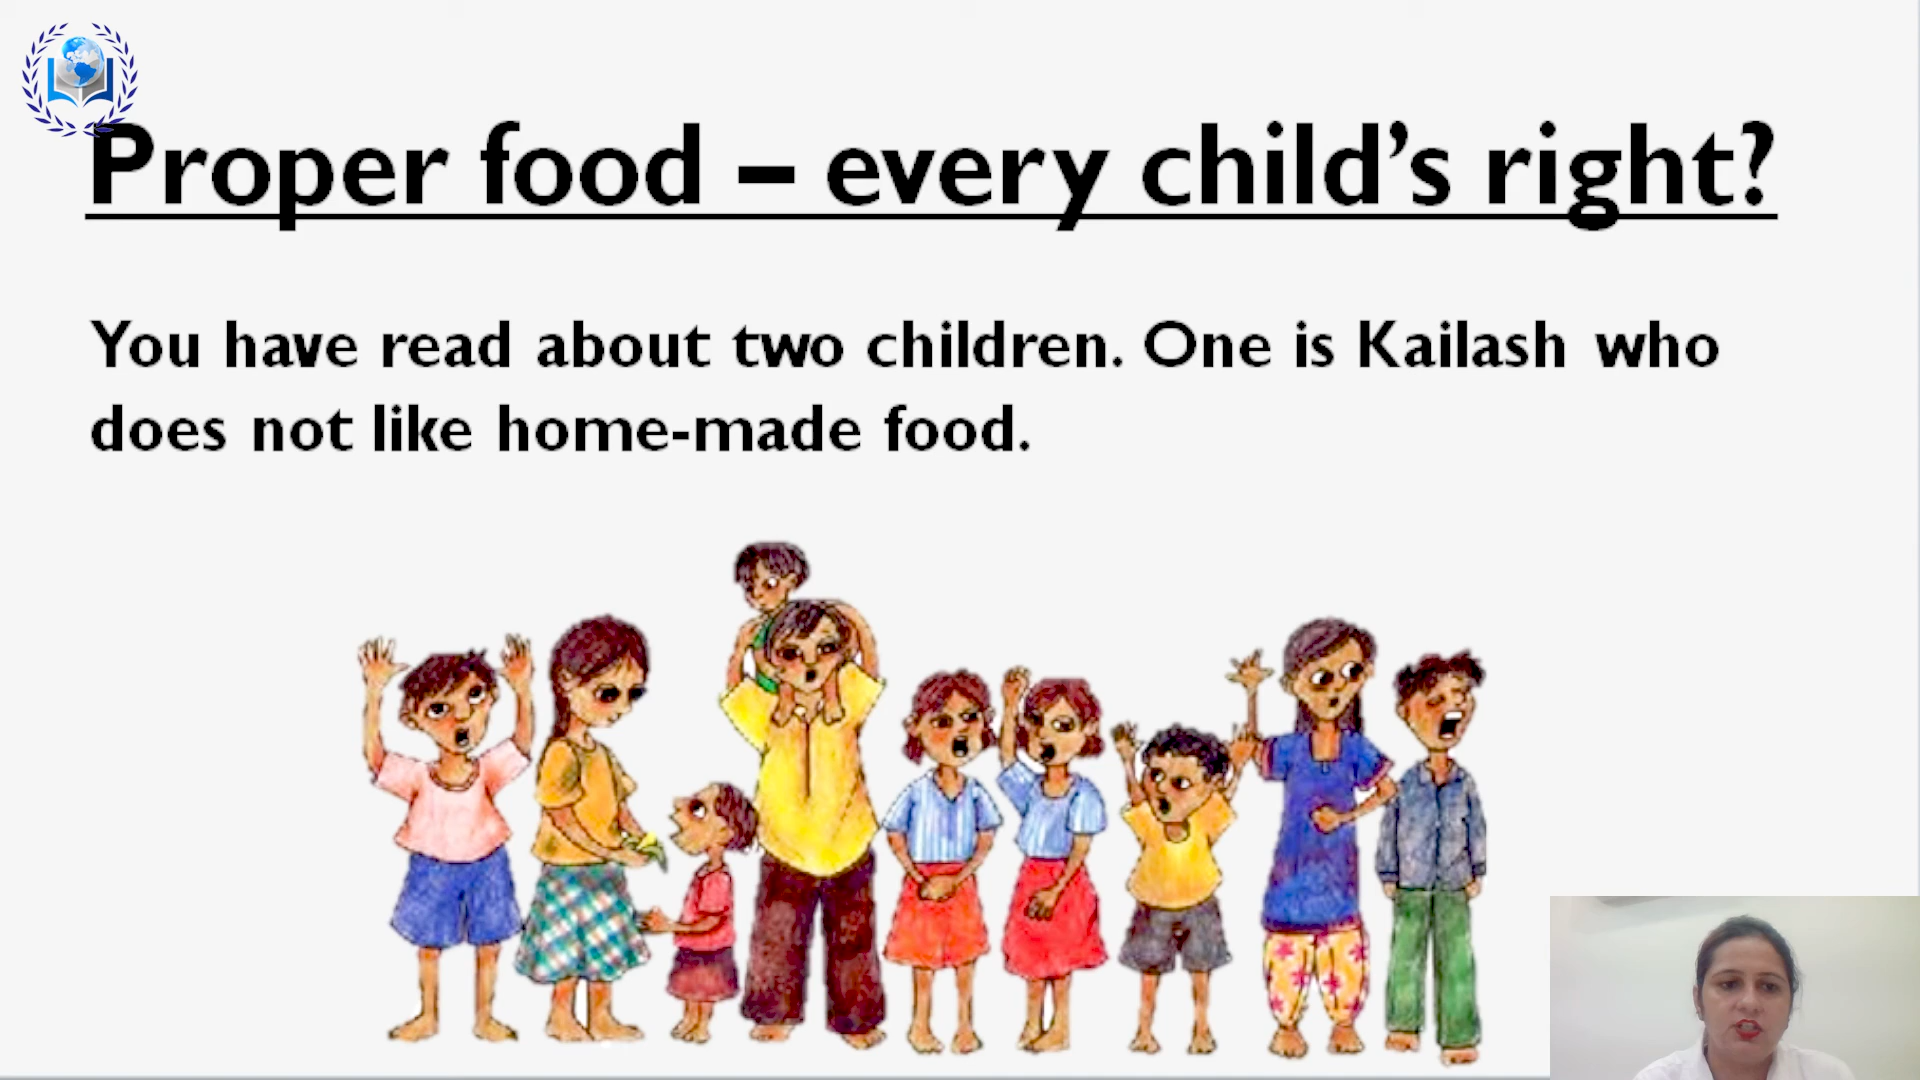 Proper food – every child’s right?
You have read about two children. One is Kailash who
does not like home-made food.